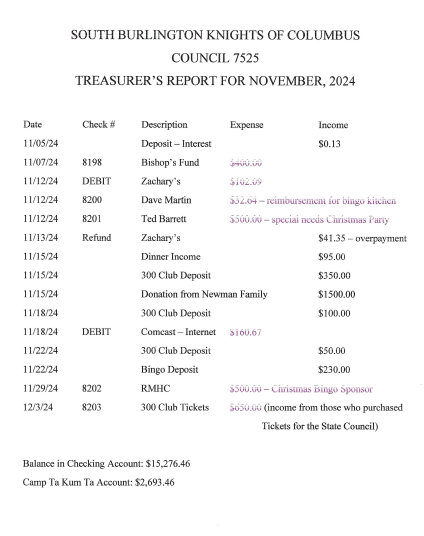 SOUTH BURLINGTON KNIGHTS OF COLUMBUS
COUNCIL 7525
TREASURER'S REPORT FOR NOVEMBER, 2024
Date Check # Description Expense Income
11/05/24 Deposit – Interest $0.13
11/07/24 8198 Bishop's Fund $400.00
11/12/24 DEBIT Zachary's $102.09
11/12/24 8200 Dave Martin $32.64 – reimbursement for bingo kitchen
11/12/24 8201 Ted Barrett $500.00 – special needs Christmas Party
11/13/24 Refund Zachary's $41.35 – overpayment
11/15/24 Dinner Income $95.00
11/15/24 300 Club Deposit $350.00
11/15/24 Donation from Newman Family $1500.00
11/18/24 300 Club Deposit $100.00
11/18/24 DEBIT Comcast – Internet $160.67
11/22/24 300 Club Deposit $50.00
11/22/24 Bingo Deposit $230.00
11/29/24 8202 RMHC $500.00 – Christmas Bingo Sponsor
12/3/24 8203 300 Club Tickets $650.00 (income from those who purchased
Tickets for the State Council)
Balance in Checking Account: $15,276.46
Camp Ta Kum Ta Account: $2,693.46